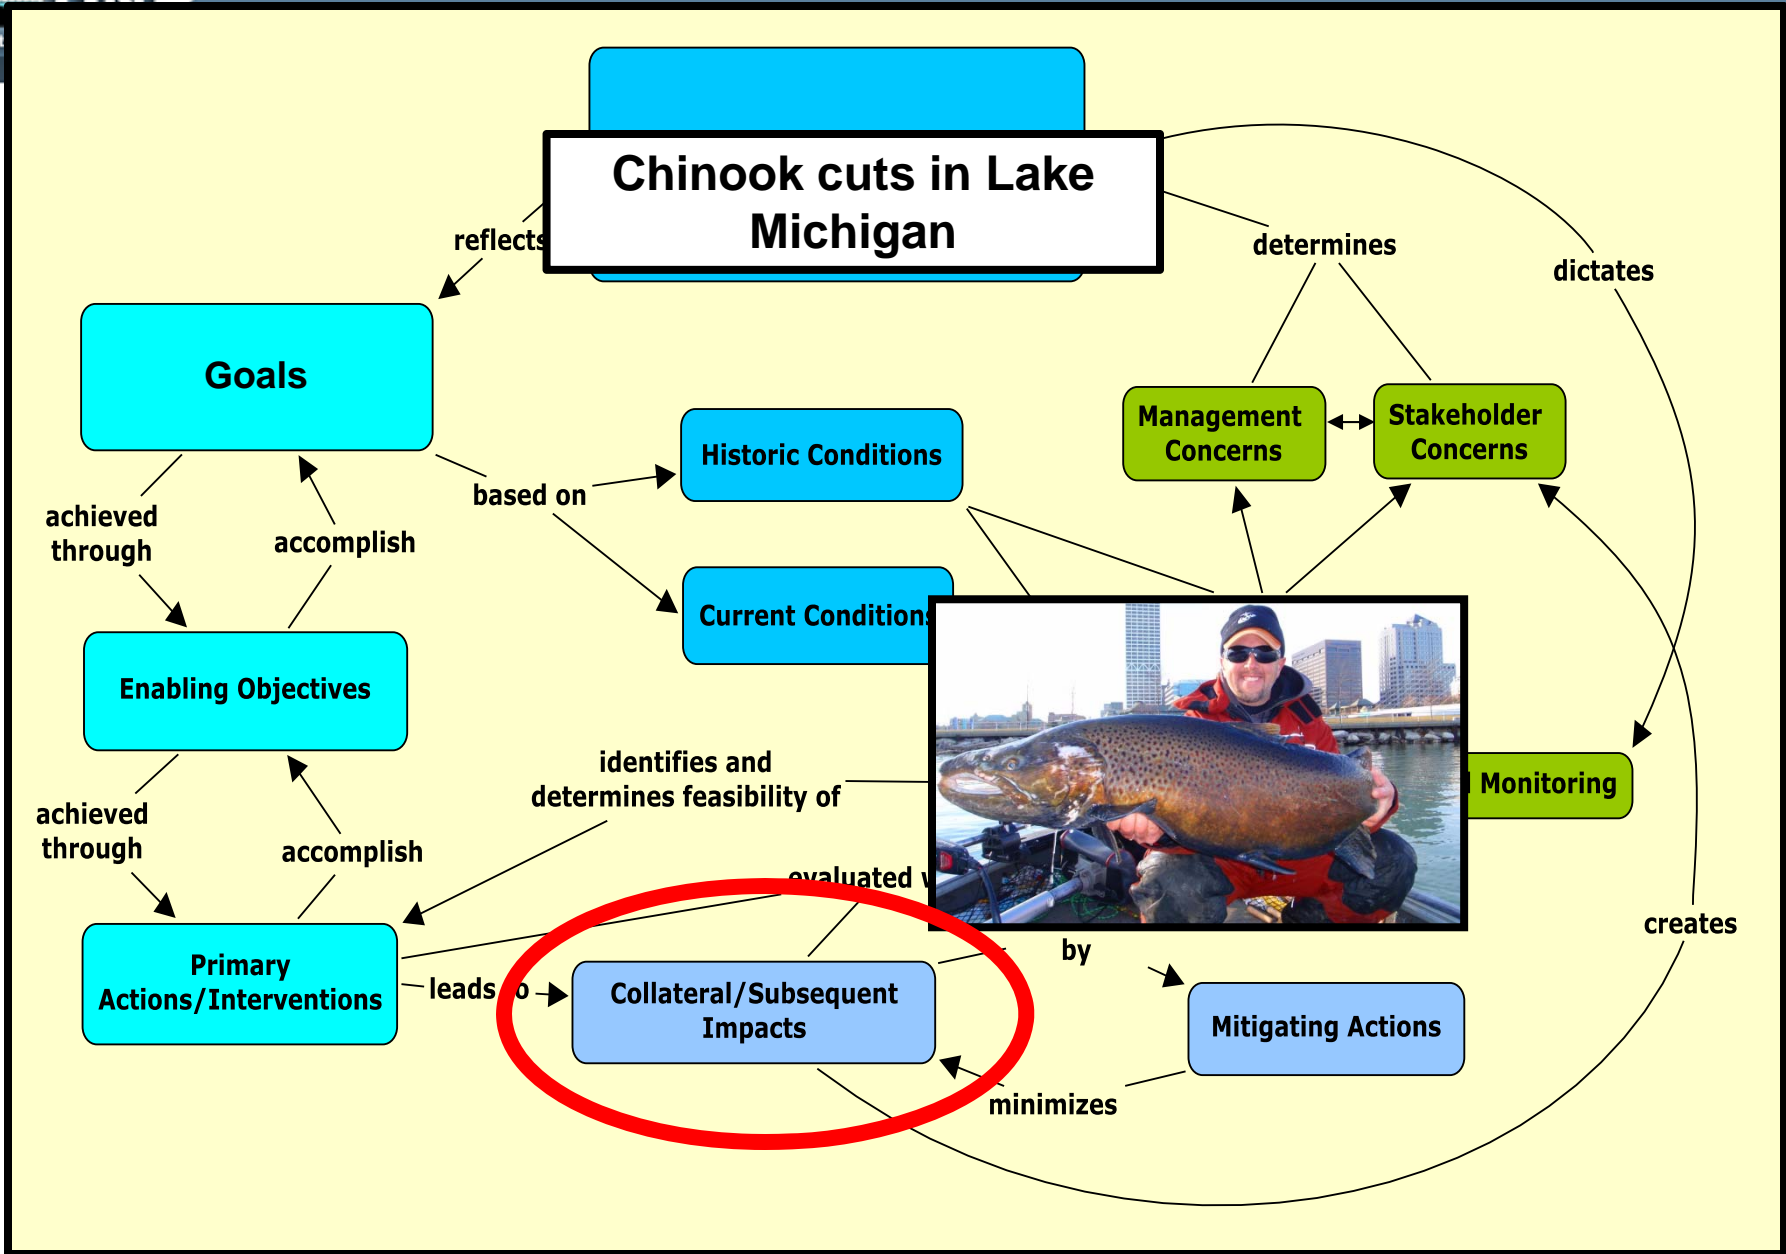 Chinook cuts in Lake
Michigan
reflects
determines
dictates
Goals
Management
Concerns
Stakeholder
Concerns
Historic Conditions
based on
achieved
through
accomplish
Current Conditions
Enabling Objectives
identifies and
determines feasibility of
Monitoring
achieved
through
accomplish
evaluated
creates
by
Primary
Actions/Interventions
leads to
Collateral/Subsequent
Impacts
Mitigating Actions
minimizes